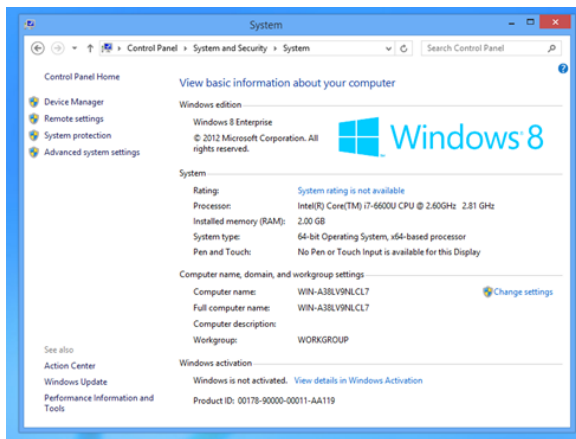 System
Control Panel › System and Security › System
Search Control Panel
Control Panel Home
Device Manager
Remote settings
System protection
Advanced system settings
View basic information about your computer
Windows edition
Windows 8 Enterprise
© 2012 Microsoft Corporation. All
rights reserved.
Windows 8
System
Rating: System rating is not available
Processor: Intel(R) Core(TM) i7-6600U CPU @ 2.60GHz 2.81 GHz
Installed memory (RAM): 2.00 GB
System type: 64-bit Operating System, x64-based processor
Pen and Touch: No Pen or Touch Input is available for this Display
Computer name, domain, and workgroup settings
Computer name: WIN-A38LV9NLCL7
Change settings
Full computer name: WIN-A38LV9NLCL7
Computer description:
Workgroup: WORKGROUP
Windows activation
Windows is not activated. View details in Windows Activation
Product ID: 00178-90000-00011-AA119
See also
Action Center
Windows Update
Performance Information and
Tools